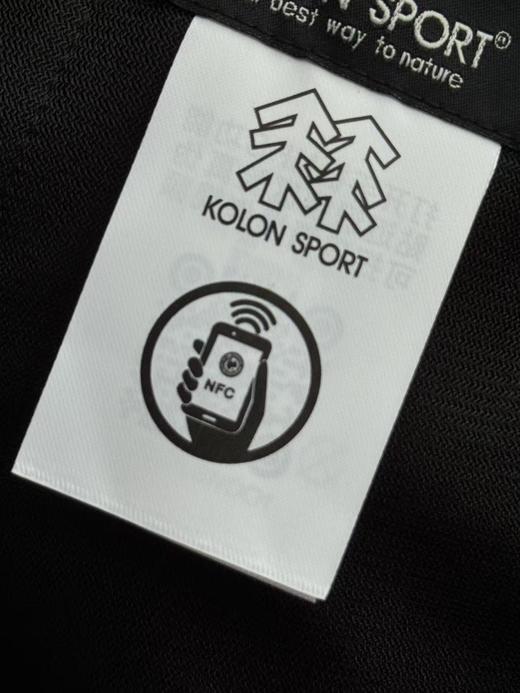 N SPORT®
r best way to nature
KOLON SPORT
NFC